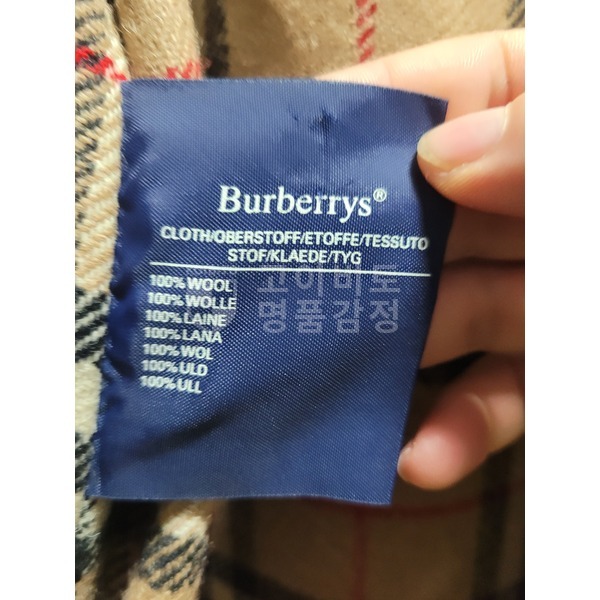 Burberrys®
CLOTH/OBERSTOFF/ETOFFE/TESSUTO
STOF/KLAEDE/TYG
100% WOOL
100% WOLLE
100% LAINE
100% LANA
100% WOL
100% ULD
100% ULL
고이비토
명품감정